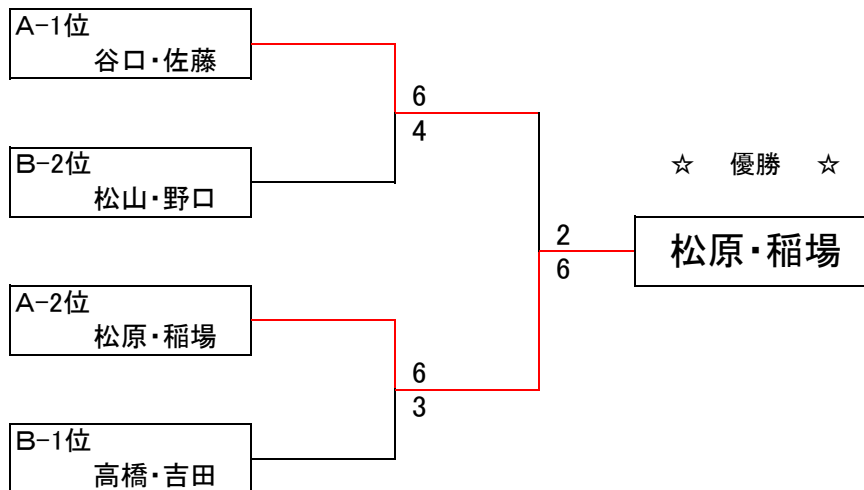 A-1位
谷口・佐藤
6
4
B-2位
松山・野口
☆ 優勝 ☆
2
6
松原・稲場
A-2位
松原・稲場
6
3
B-1位
高橋・吉田